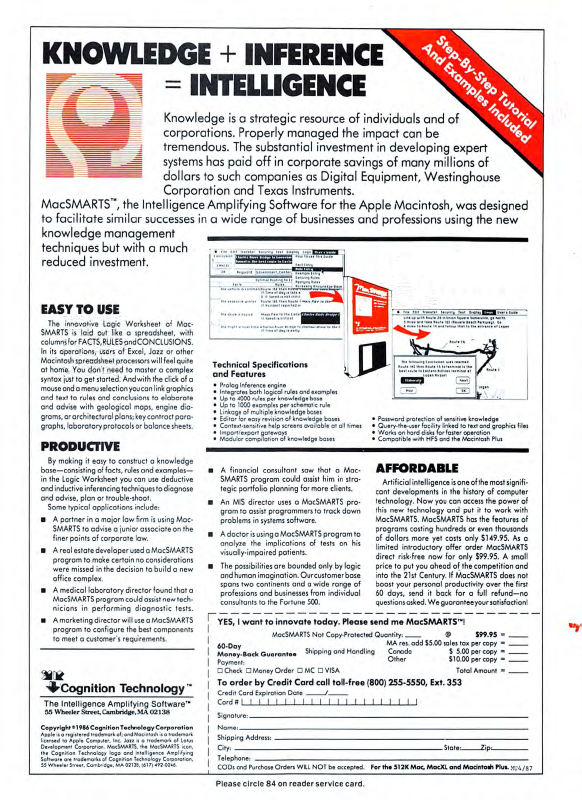 KNOWLEDGE + INFERENCE
= INTELLIGENCE
Step-By-Step Tutorial
And Examples Included
Knowledge is a strategic resource of individuals and of
corporations. Properly managed the impact can be
tremendous. The substantial investment in developing expert
systems has paid off in corporate savings of many millions of
dollars to such companies as Digital Equipment, Westinghouse
Corporation and Texas Instruments.
MacSMARTS™, the Intelligence Amplifying Software for the Apple Macintosh, was designed
to facilitate similar successes in a wide range of businesses and professions using the new
knowledge management
techniques but with a much
reduced investment.
EASY TO USE
The innovative Logic Worksheet of Mac-
SMARTS is laid out like a spreadsheet, with
columns for FACTS, RULES and CONCLUSIONS.
In its operations, users of Excel, Jazz or other
Macintosh spreadsheet processors will feel quite
at home. You don't need to master a complex
syntax just to get started. And with the click of a
mouse and a menu selection you can link graphics
and text to rules and conclusions to elaborate
and advise with geological maps, engine dia-
grams, or architectural plans; key contract para-
graphs, laboratory protocols or balance sheets.
PRODUCTIVE
By making it easy to construct a knowledge
base—consisting of facts, rules and examples—
in the Logic Worksheet you can use deductive
and inductive inferencing techniques to diagnose
and advise, plan or trouble-shoot.
Some typical applications include:
■ A partner in a major law firm is using Mac-
SMARTS to advise a junior associate on the
finer points of corporate law.
■ A real estate developer used a MacSMARTS
program to make certain no considerations
were missed in the decision to build a new
office complex.
■ A medical laboratory director found that a
MacSMARTS program could assist new tech-
nicians in performing diagnostic tests.
■ A marketing director will use a MacSMARTS
program to configure the best components
to meet a customer's requirements.
Cognition Technology™
The Intelligence Amplifying Software™
55 Wheeler Street, Cambridge, MA 02138
Copyright ©1986 Cognition Technology Corporation
Apple is a registered trademark of; and Macintosh is a trademark
licensed to Apple Computer, Inc. Jazz is a trademark of Lotus
Development Corporation. MacSMARTS, the MacSMARTS icon,
the Cognition Technology logo and Intelligence Amplifying
Software are trademarks of Cognition Technology Corporation,
55 Wheeler Street, Cambridge, MA 02138, (617) 492-0246.
File Edit Transfer Security Test Display Logic User's Guide
Route 16
Route 1
Logan
Technical Specifications
and Features
• Prolog Inference engine
• Integrates both logical rules and examples
• Up to 4000 rules per knowledge base
• Up to 1000 examples per schematic rule
• Linkage of multiple knowledge bases
• Editor for easy revision of knowledge bases
• Context-sensitive help screens available at all times
• Import/export gateways
• Modular compilation of knowledge bases
• Password protection of sensitive knowledge
• Query-the-user facility linked to text and graphics files
• Works on hard disks for faster operation
• Compatible with HFS and the Macintosh Plus
■ A financial consultant saw that a Mac-
SMARTS program could assist him in stra-
tegic portfolio planning for more clients.
■ An MIS director uses a MacSMARTS pro-
gram to assist programmers to track down
problems in systems software.
■ A doctor is using a MacSMARTS program to
analyze the implications of tests on his
visually-impaired patients.
■ The possibilities are bounded only by logic
and human imagination. Our customer base
spans two continents and a wide range of
professions and businesses from individual
consultants to the Fortune 500.
AFFORDABLE
Artificial intelligence is one of the most signifi-
cant developments in the history of computer
technology. Now you can access the power of
this new technology and put it to work with
MacSMARTS. MacSMARTS has the features of
programs costing hundreds or even thousands
of dollars more yet costs only $149.95. As a
limited introductory offer order MacSMARTS
direct risk-free now for only $99.95. A small
price to put you ahead of the competition and
into the 21st Century. If MacSMARTS does not
boost your personal productivity over the first
60 days, send it back for a full refund—no
questions asked. We guarantee your satisfaction!
YES, I want to innovate today. Please send me MacSMARTS™!
MacSMARTS Not Copy-Protected Quantity: @ $99.95 =
60-Day MA res. add $5.00 sales tax per copy =
Money-Back Guarantee Shipping and Handling Canada $ 5.00 per copy =
Payment: Other $10.00 per copy =
□ Check □ Money Order □ MC □ VISA Total Amount =
To order by Credit Card call toll-free (800) 255-5550, Ext. 353
Credit Card Expiration Date /
Card #
Signature:
Name:
Shipping Address:
City: State: Zip:
Telephone:
CODs and Purchase Orders WILL NOT be accepted. For the 512K Mac, MacXL and Macintosh Plus. MU4/87
Please circle 84 on reader service card.